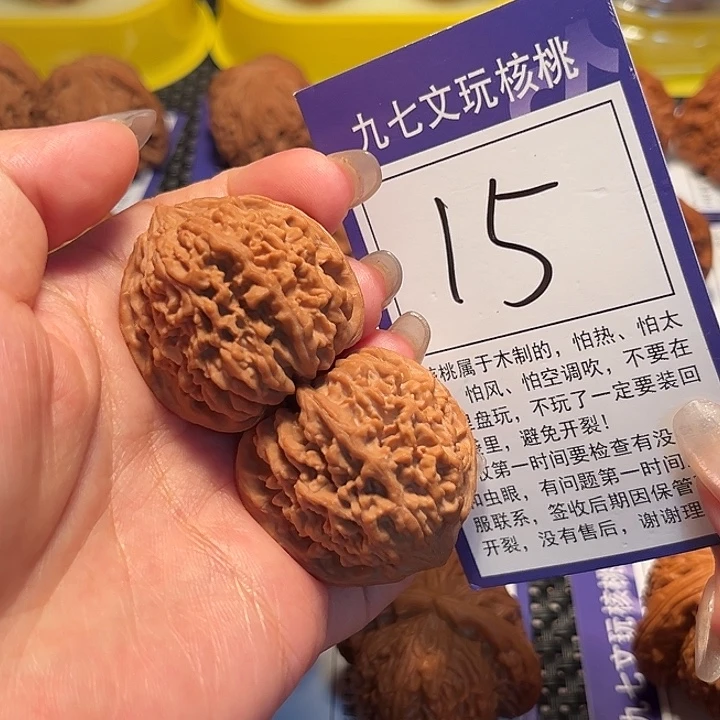 九七文玩核桃
15
桃属于木制的，怕热、怕太
怕风、怕空调吹，不要在
盘玩，不玩了一定要装回
里，避免开裂！
第一时间要检查有没
虫眼，有问题第一时间
服联系，签收后期因保管
开裂，没有售后，谢谢理
九七文玩核